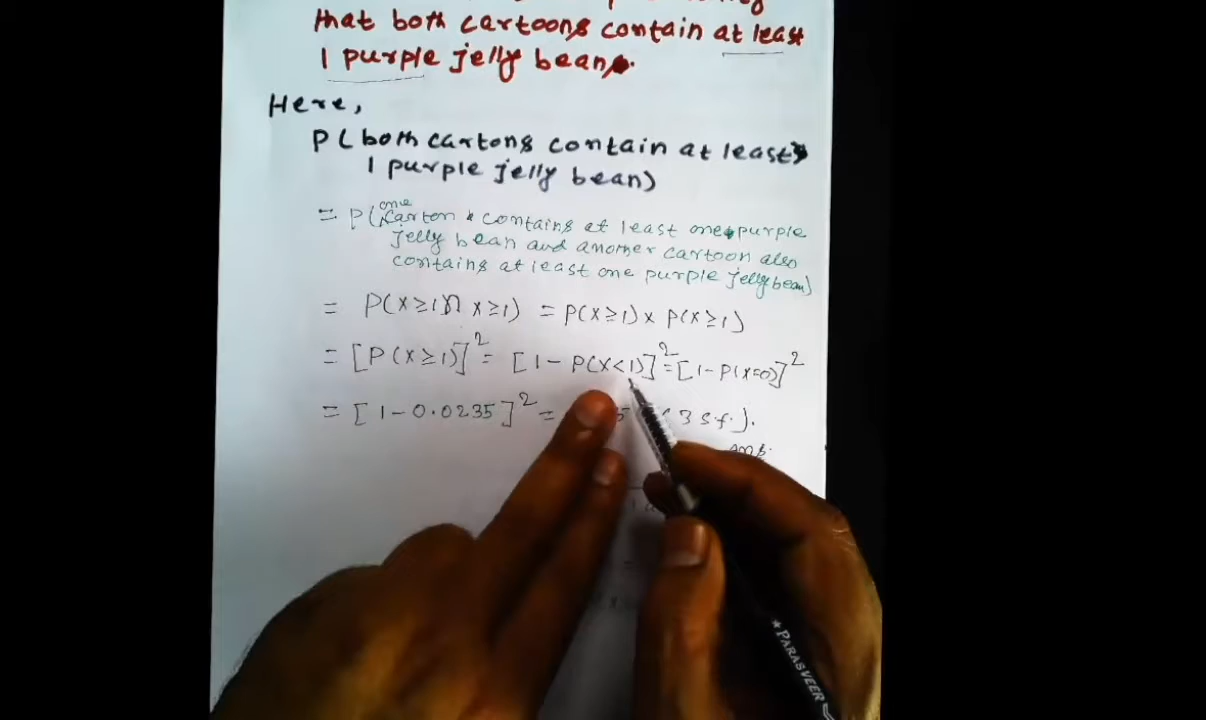 that both cartoons contain at least
1 purple jelly bean.
Here,
P(both cartons contain at least
1 purple jelly bean)
= P(one carton contains at least one purple
jelly bean and another cartoon also
contains at least one purple jelly bean)
= P(X≥1 ∩ X≥1) = P(X≥1) x P(X≥1)
= [P(X≥1)]² = [1-P(X<1)]² = [1-P(X=0)]²
= [1-0.0235]² = 5 (3 s.f.).
Ans.
★PARASVEER